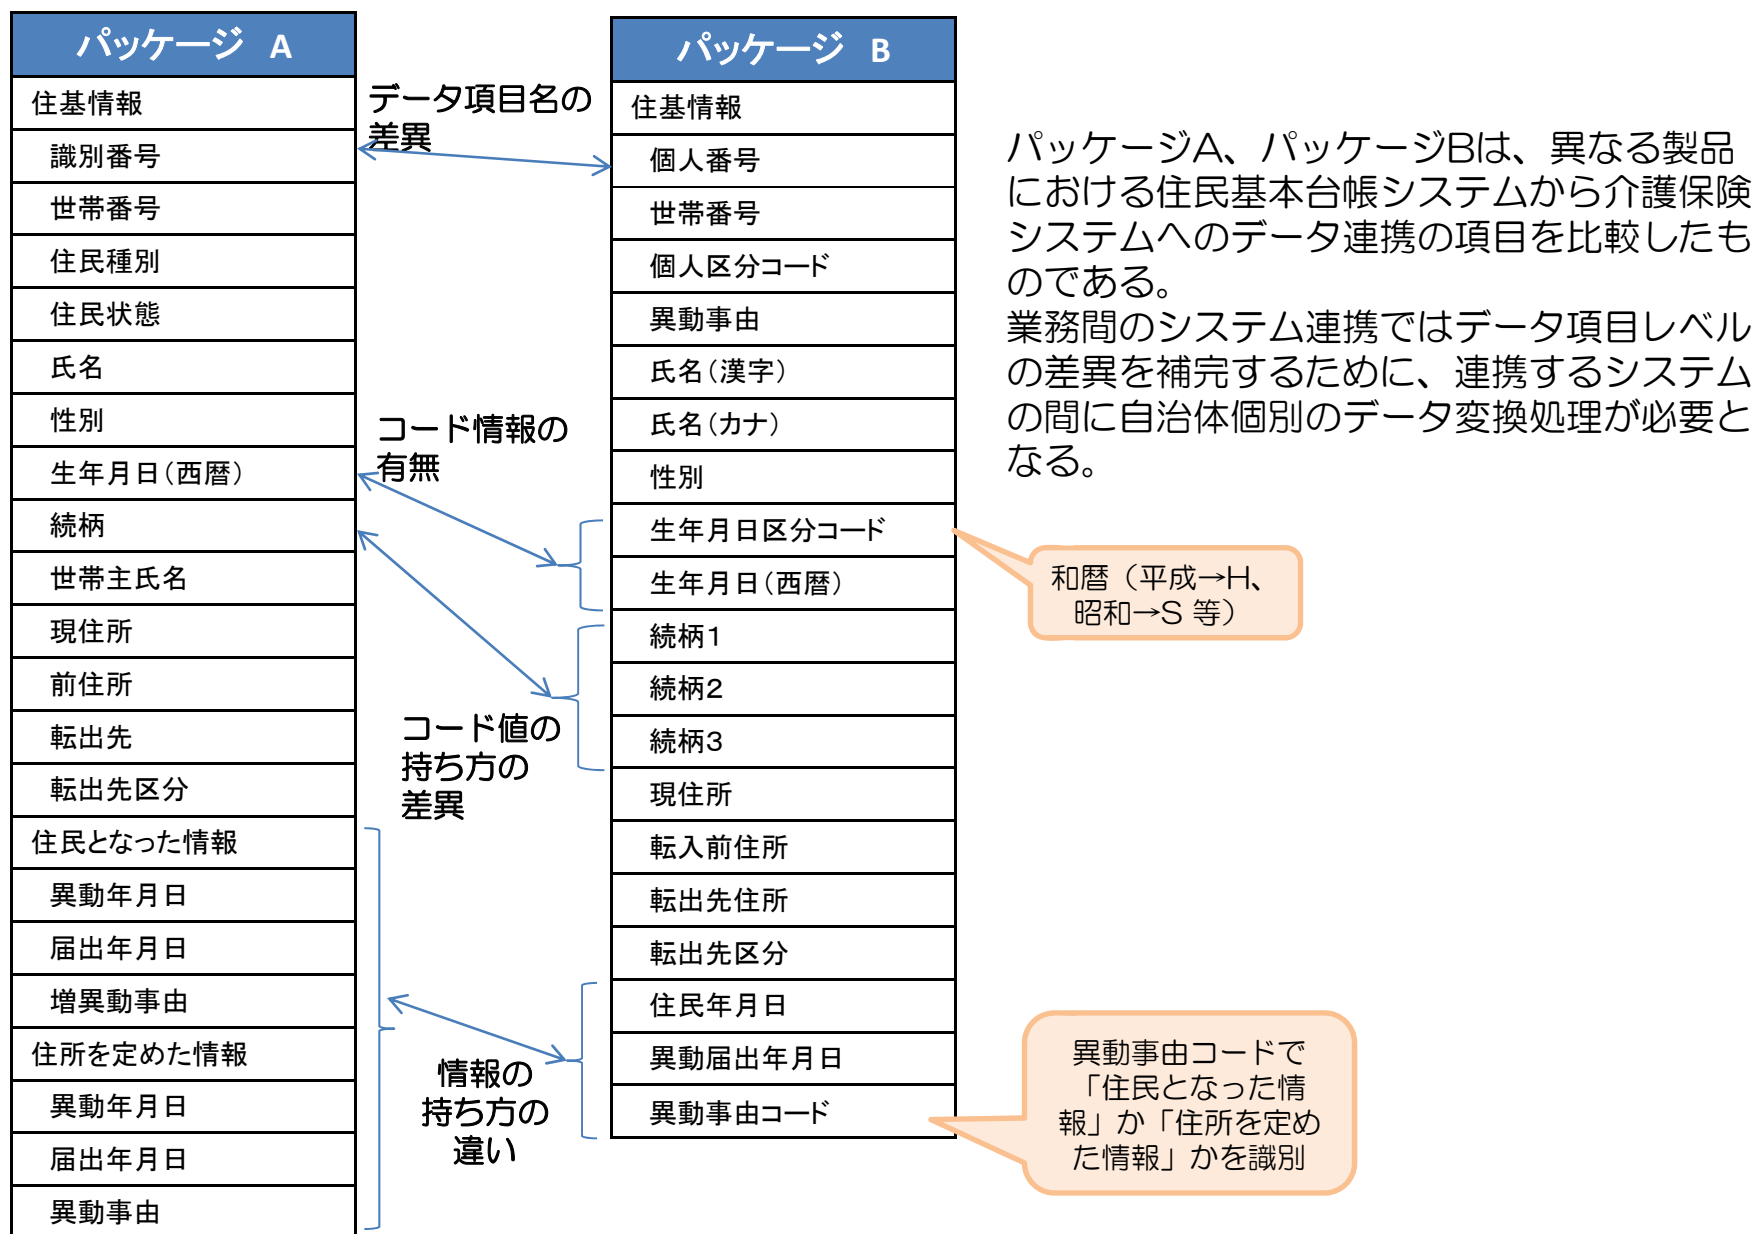 パッケージ A
住基情報
識別番号
世帯番号
住民種別
住民状態
氏名
性別
生年月日（西暦）
続柄
世帯主氏名
現住所
前住所
転出先
転出先区分
住民となった情報
異動年月日
届出年月日
増異動事由
住所を定めた情報
異動年月日
届出年月日
異動事由
データ項目名の
差異
コード情報の
有無
コード値の
持ち方の
差異
情報の
持ち方の
違い
パッケージ B
住基情報
個人番号
世帯番号
個人区分コード
異動事由
氏名（漢字）
氏名（カナ）
性別
生年月日区分コード
生年月日（西暦）
続柄1
続柄2
続柄3
現住所
転入前住所
転出先住所
転出先区分
住民年月日
異動届出年月日
異動事由コード
パッケージA、パッケージBは、異なる製品
における住民基本台帳システムから介護保険
システムへのデータ連携の項目を比較したも
のである。
業務間のシステム連携ではデータ項目レベル
の差異を補完するために、連携するシステム
の間に自治体個別のデータ変換処理が必要と
なる。
和暦（平成→H、
昭和→S 等）
異動事由コードで
「住民となった情
報」か「住所を定め
た情報」かを識別